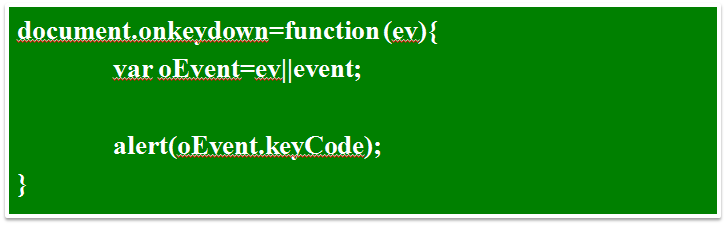 document.onkeydown=function (ev){
var oEvent=ev||event;
alert(oEvent.keyCode);
}